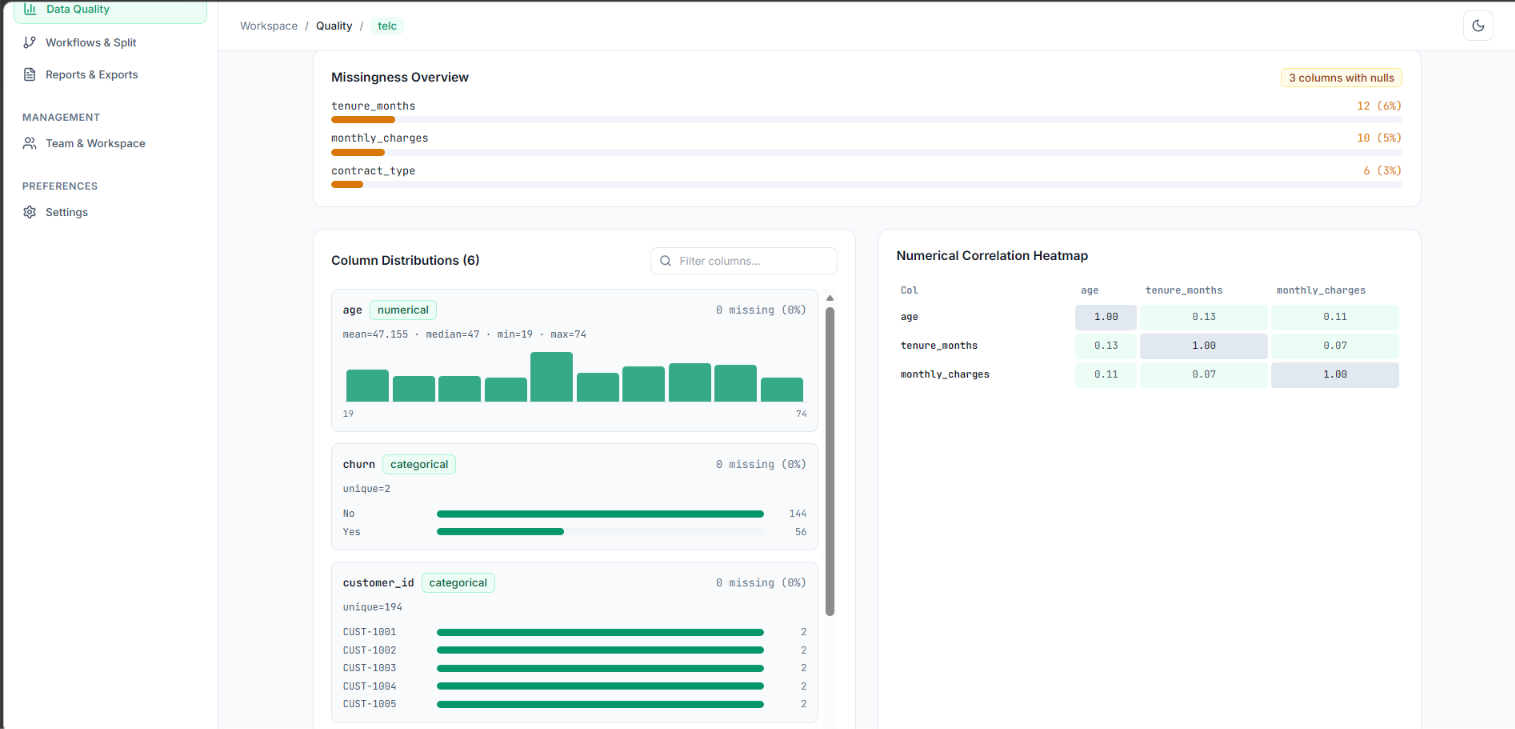 Data Quality
Workflows & Split
Reports & Exports
MANAGEMENT
Team & Workspace
PREFERENCES
Settings
Workspace / Quality / telc
Missingness Overview
3 columns with nulls
tenure_months 12 (6%)
monthly_charges 10 (5%)
contract_type 6 (3%)
Column Distributions (6)
Filter columns...
age numerical 0 missing (0%)
mean=47.155 · median=47 · min=19 · max=74
19 74
churn categorical 0 missing (0%)
unique=2
No 144
Yes 56
customer_id categorical 0 missing (0%)
unique=194
CUST-1001 2
CUST-1002 2
CUST-1003 2
CUST-1004 2
CUST-1005 2
Numerical Correlation Heatmap
Col age tenure_months monthly_charges
age 1.00 0.13 0.11
tenure_months 0.13 1.00 0.07
monthly_charges 0.11 0.07 1.00